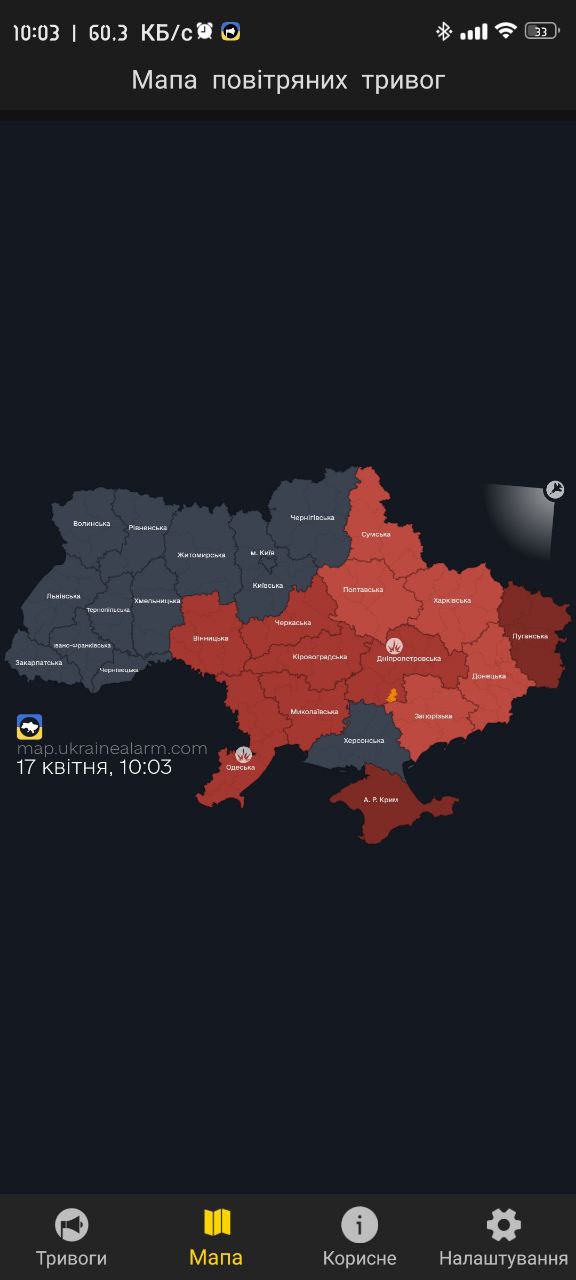 10:03 | 60.3 КБ/с 33
Мапа повітряних тривог
Волинська
Рівненська
Житомирська
м. Київ
Чернігівська
Сумська
Львівська
Тернопільська
Хмельницька
Київська
Полтавська
Харківська
Івано-Франківська
Закарпатська
Чернівецька
Вінницька
Черкаська
Кіровоградська
Дніпропетровська
Луганська
Донецька
Миколаївська
Запорізька
Херсонська
Одеська
А. Р. Крим
map.ukrainealarm.com
17 квітня, 10:03
Тривоги Мапа Корисне Налаштування